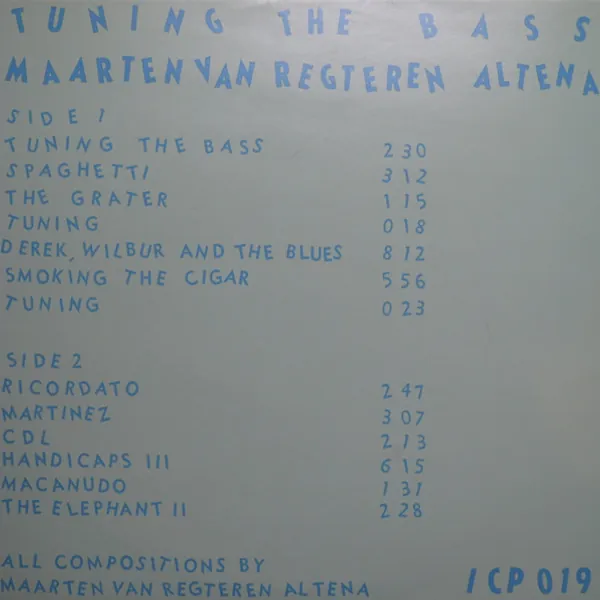 TUNING THE BASS
MAARTEN VAN REGTEREN ALTENA
SIDE 1
TUNING THE BASS 2 30
SPAGHETTI 3 12
THE GRATER 1 15
TUNING 0 18
DEREK, WILBUR AND THE BLUES 8 12
SMOKING THE CIGAR 5 56
TUNING 0 23
SIDE 2
RICORDATO 2 47
MARTINEZ 3 07
CDL 2 13
HANDICAPS III 6 15
MACANUDO 1 31
THE ELEPHANT II 2 28
ALL COMPOSITIONS BY
MAARTEN VAN REGTEREN ALTENA
ICP 019